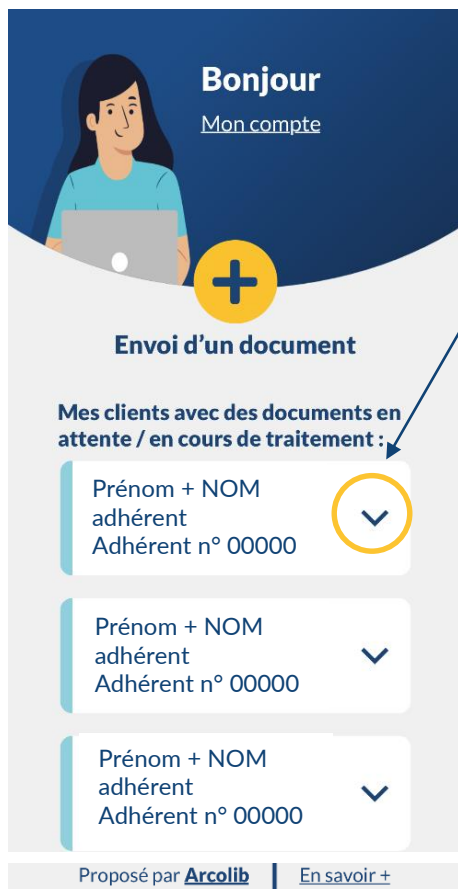 Bonjour
Mon compte
Envoi d’un document
Mes clients avec des documents en
attente / en cours de traitement :
Prénom + NOM
adhérent
Adhérent n° 00000
Prénom + NOM
adhérent
Adhérent n° 00000
Prénom + NOM
adhérent
Adhérent n° 00000
Proposé par Arcolib | En savoir +